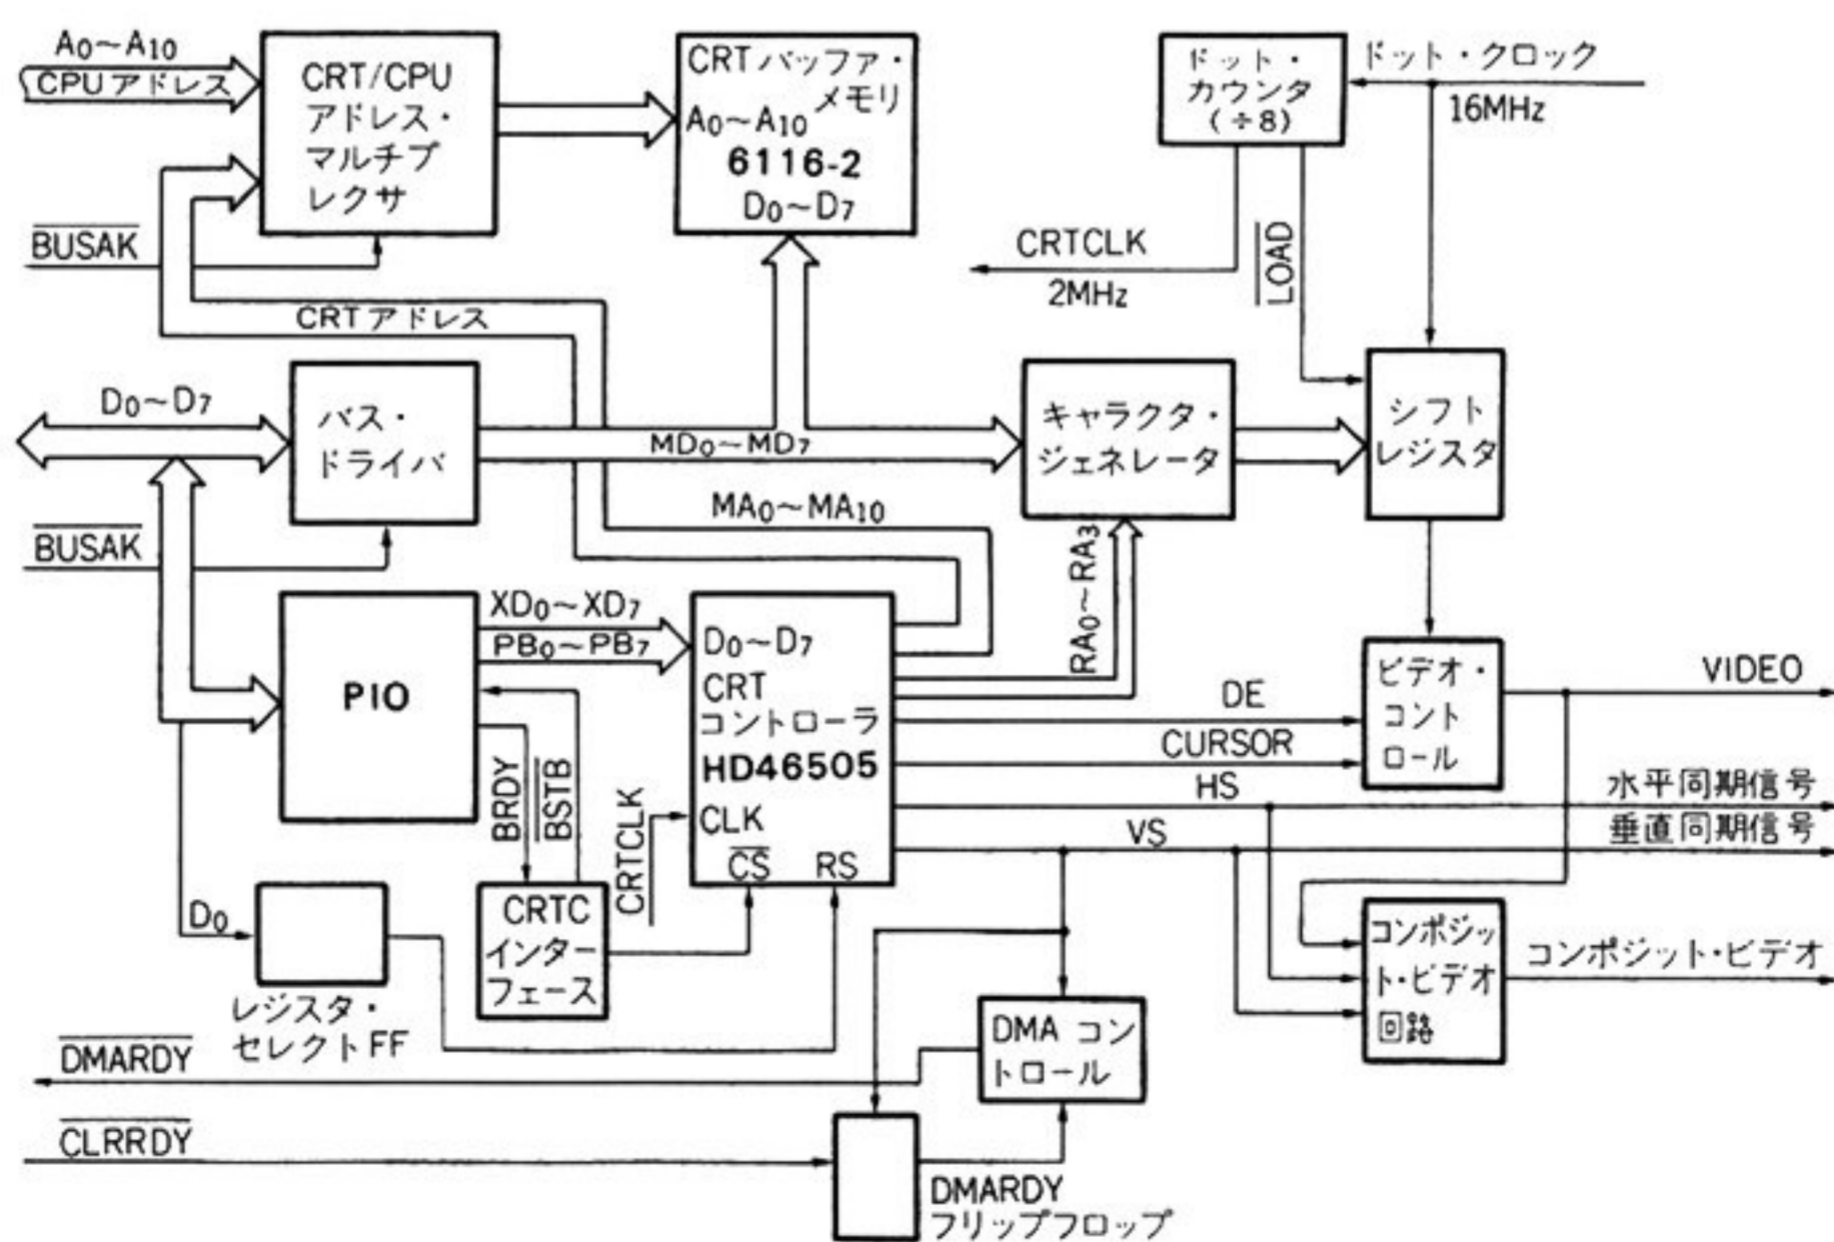 A₀〜A₁₀
CPUアドレス
CRT/CPU
アドレス・
マルチプ
レクサ
CRTバッファ・
メモリ
A₀〜A₁₀
6116-2
D₀〜D₇
ドット・
カウンタ
(÷8)
ドット・クロック
16MHz
BUSAK
CRTCLK
2MHz
LOAD
CRTアドレス
D₀〜D₇
バス・
ドライバ
MD₀〜MD₇
キャラクタ・
ジェネレータ
シフト
レジスタ
BUSAK
MA₀〜MA₁₀
RA₀〜RA₃
PIO
XD₀〜XD₇
PB₀〜PB₇
D₀〜D₇
CRT
コントローラ
HD46505
CLK
CS
RS
DE
CURSOR
HS
VS
ビデオ・
コント
ロール
VIDEO
水平同期信号
垂直同期信号
BRDY
BSTB
CRTCLK
D₀
レジスタ・
セレクトFF
CRTC
インター
フェース
コンポジッ
ト・ビデオ
回路
コンポジット・ビデオ
DMARDY
DMA コン
トロール
CLRRDY
DMARDY
フリップフロップ